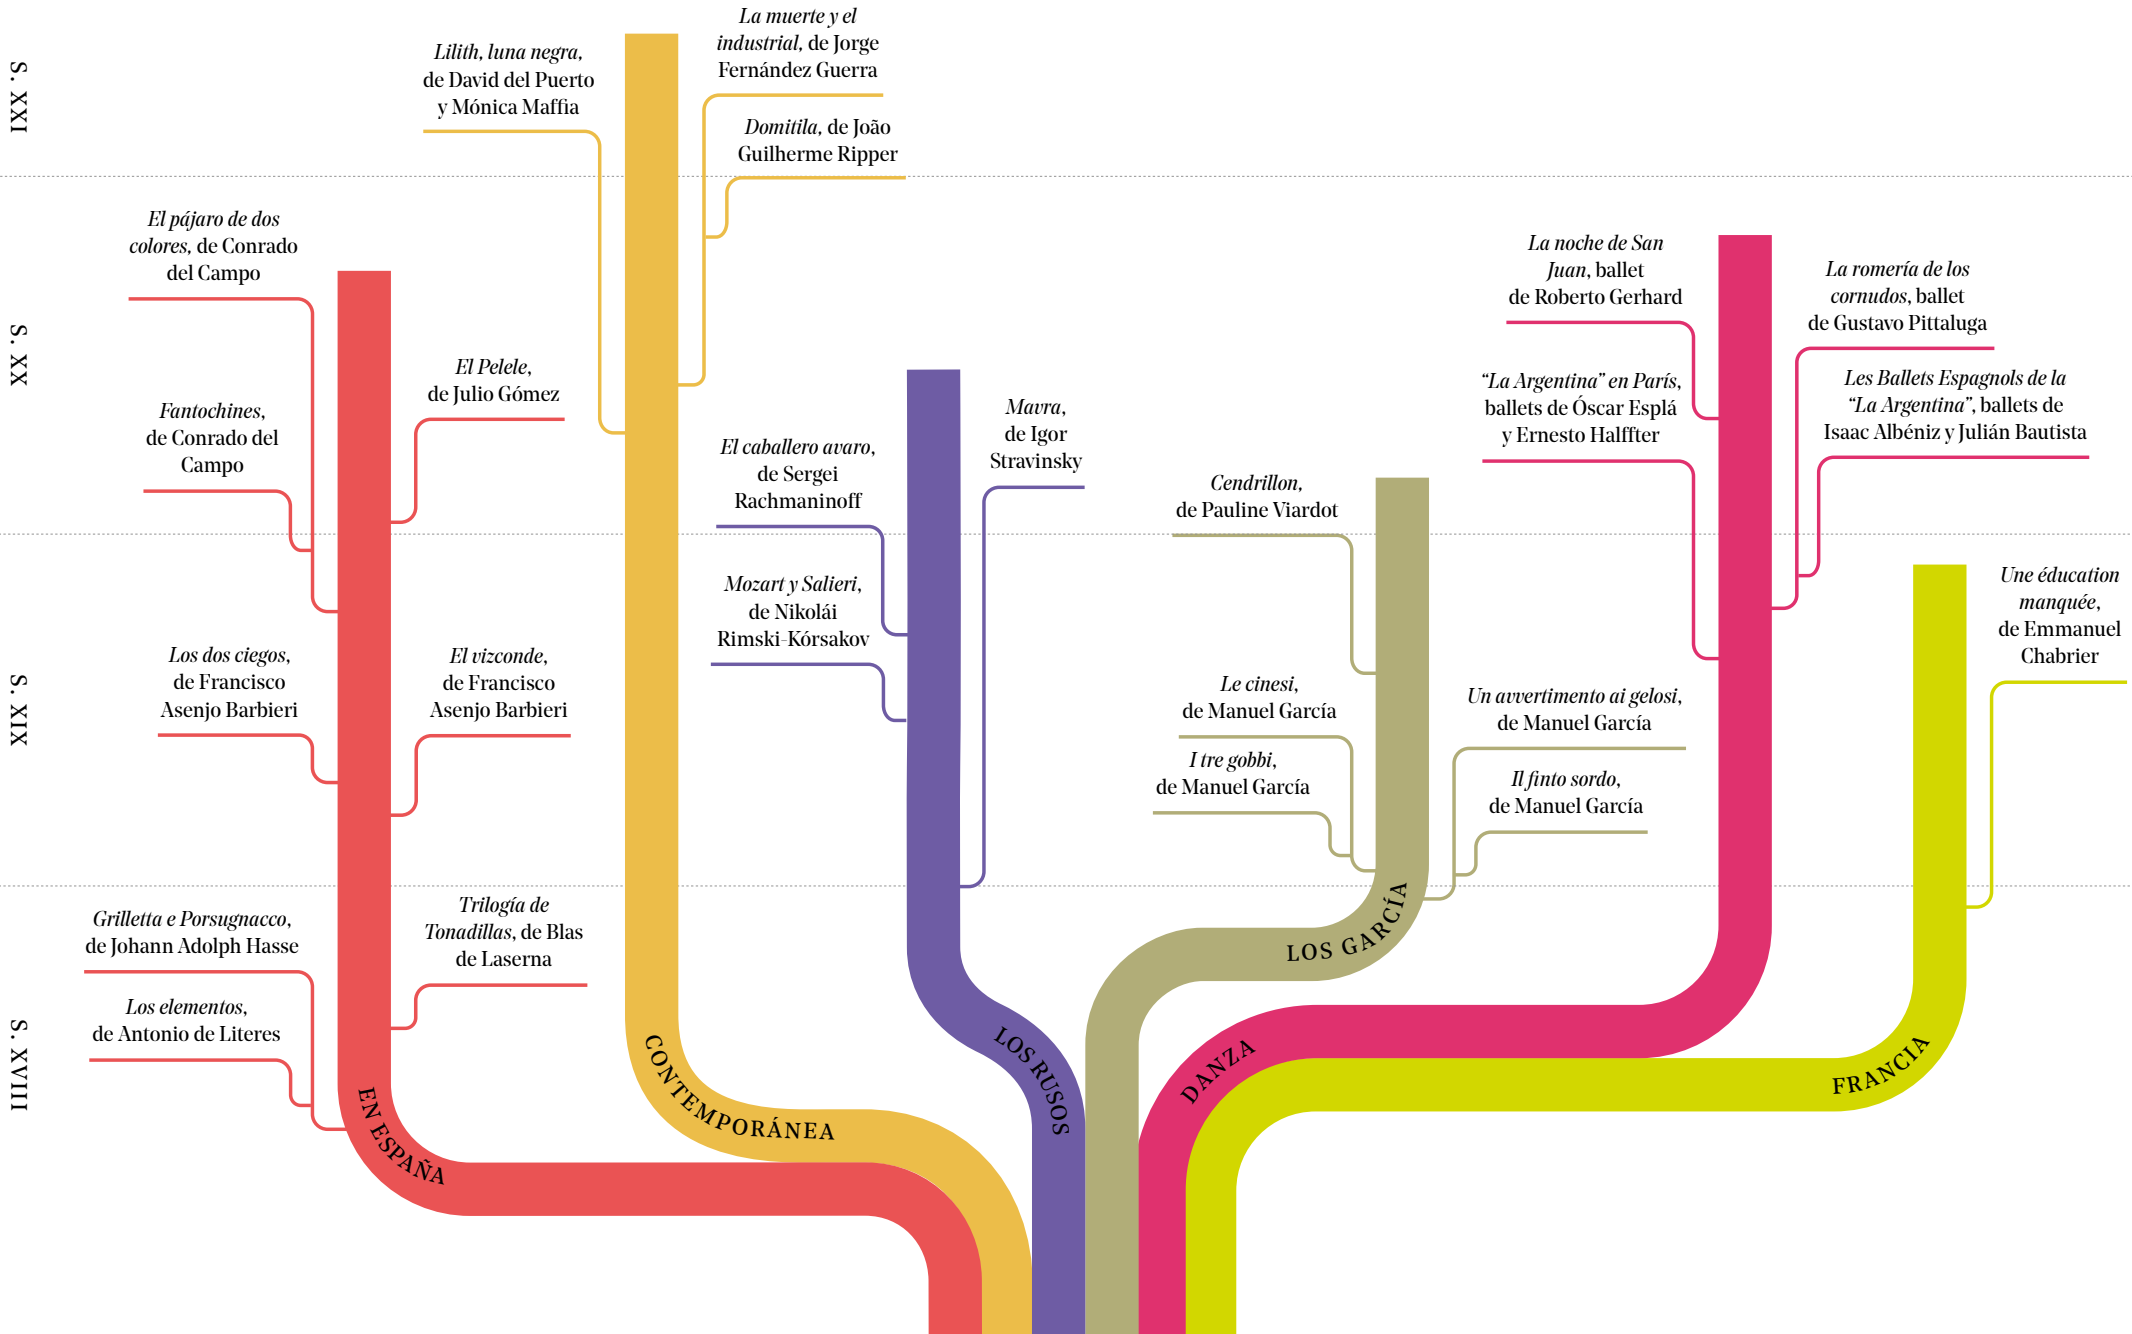 S. XXI
Lilith, luna negra,
de David del Puerto
y Mónica Maffia
La muerte y el
industrial, de Jorge
Fernández Guerra
Domitila, de João
Guilherme Ripper
S. XX
El pájaro de dos
colores, de Conrado
del Campo
Fantochines,
de Conrado del
Campo
El Pelele,
de Julio Gómez
El caballero avaro,
de Sergei
Rachmaninoff
Mavra,
de Igor
Stravinsky
Cendrillon,
de Pauline Viardot
La noche de San
Juan, ballet
de Roberto Gerhard
“La Argentina” en París,
ballets de Óscar Esplá
y Ernesto Halffter
La romería de los
cornudos, ballet
de Gustavo Pittaluga
Les Ballets Espagnols de la
“La Argentina”, ballets de
Isaac Albéniz y Julián Bautista
S. XIX
Los dos ciegos,
de Francisco
Asenjo Barbieri
El vizconde,
de Francisco
Asenjo Barbieri
Mozart y Salieri,
de Nikolái
Rimski-Kórsakov
Le cinesi,
de Manuel García
I tre gobbi,
de Manuel García
Un avvertimento ai gelosi,
de Manuel García
Il finto sordo,
de Manuel García
Une éducation
manquée,
de Emmanuel
Chabrier
S. XVIII
Grilletta e Porsugnacco,
de Johann Adolph Hasse
Los elementos,
de Antonio de Literes
Trilogía de
Tonadillas, de Blas
de Laserna
EN ESPAÑA
CONTEMPORÁNEA
LOS RUSOS
LOS GARCÍA
DANZA
FRANCIA